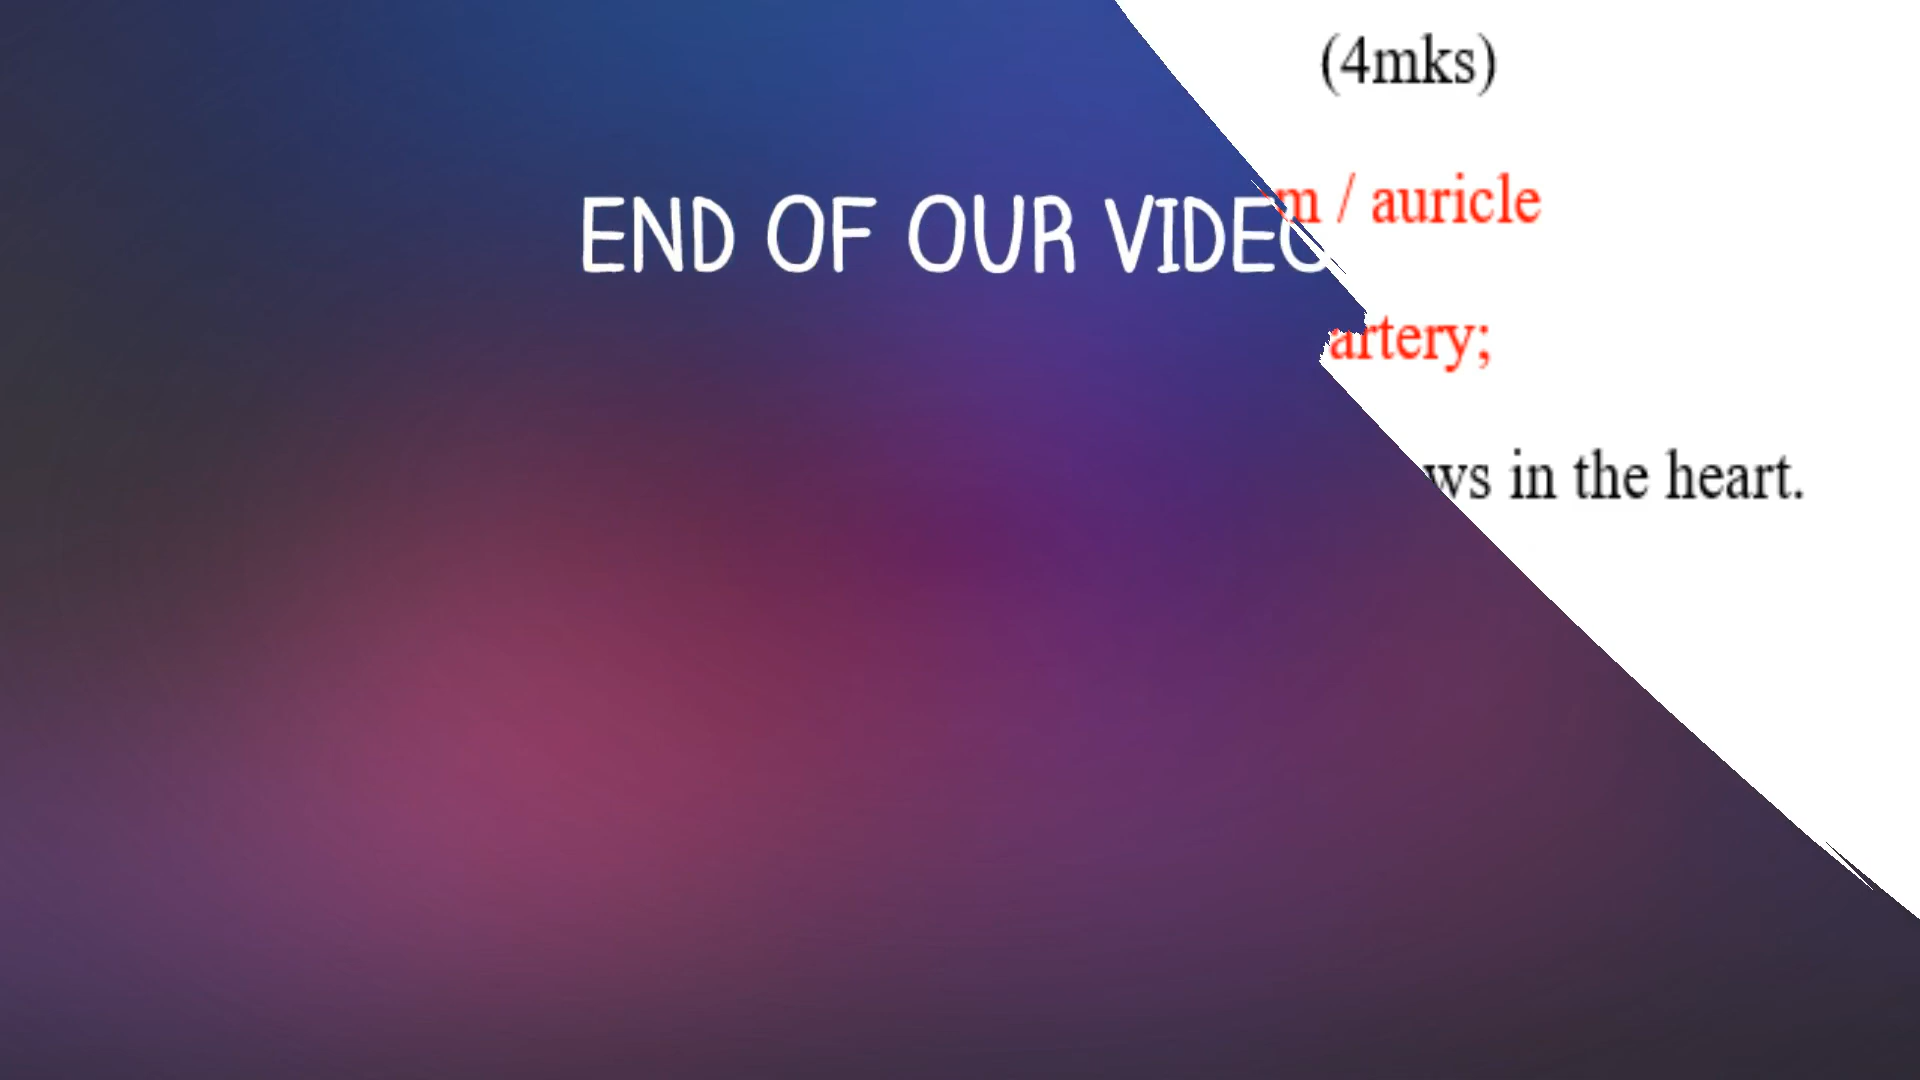 (4mks)
/ auricle
END OF OUR VIDEO
artery;
in the heart.